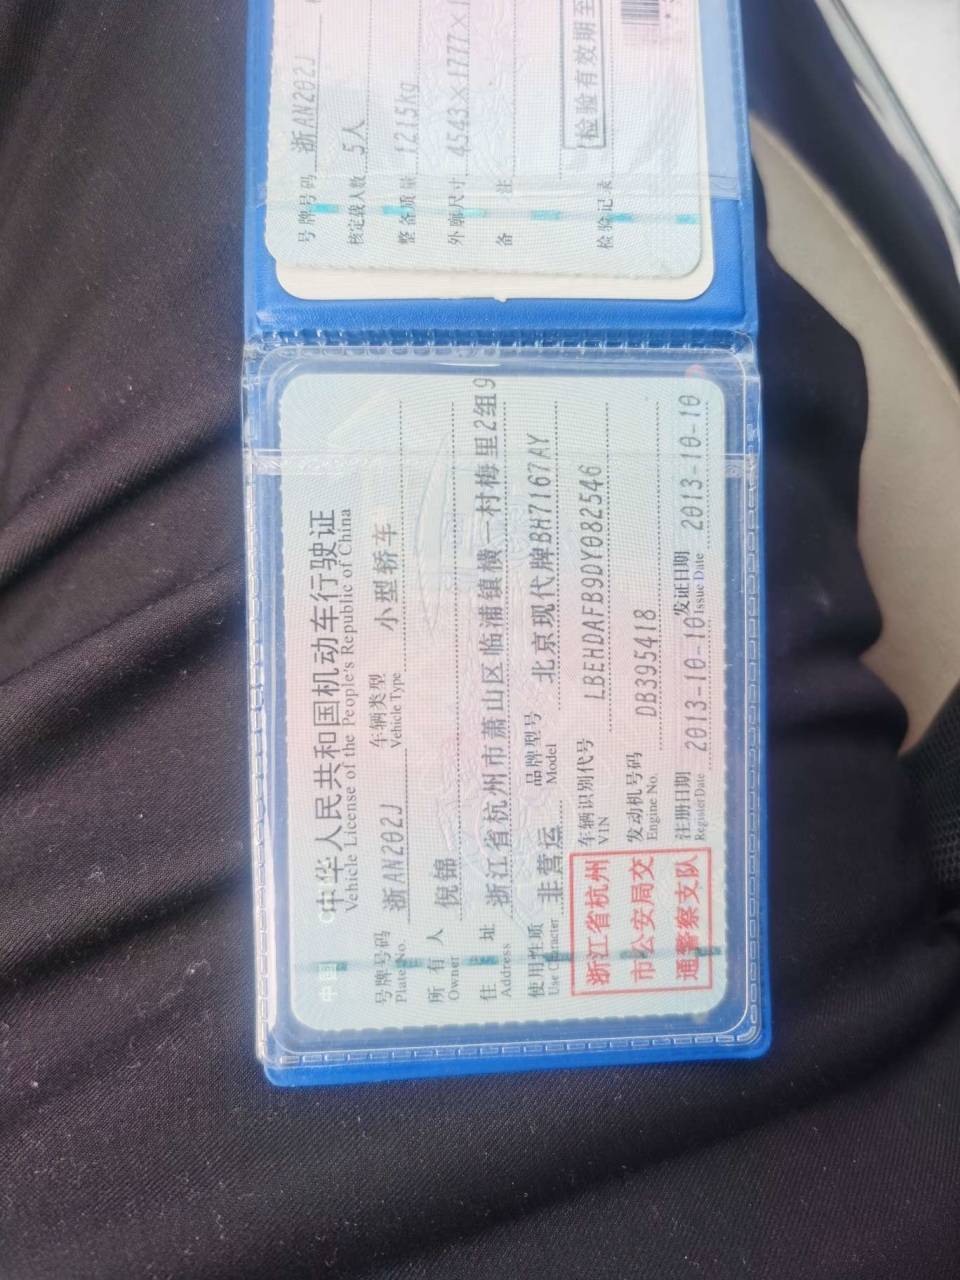 中华人民共和国机动车行驶证
Vehicle License of the People's Republic of China
号牌号码 浙AN202J 车辆类型 小型轿车
Plate No. Vehicle Type
所有人 倪锦
Owner
住址 浙江省杭州市萧山区临浦镇横一村梅里2组9
Address
使用性质 非营运 品牌型号 北京现代牌BH7167AY
Use Character Model
浙江省杭州
市公安局交
通警察支队
车辆识别代号 LBEHDAFB9DY082546
VIN
发动机号码 DB395418
Engine No.
注册日期 2013-10-10 发证日期 2013-10-10
Register Date Issue Date
号牌号码 浙AN202J
核定载人数 5人
整备质量 1215kg
外廓尺寸 4543×1777×1
备注
检验有效期至
检验记录